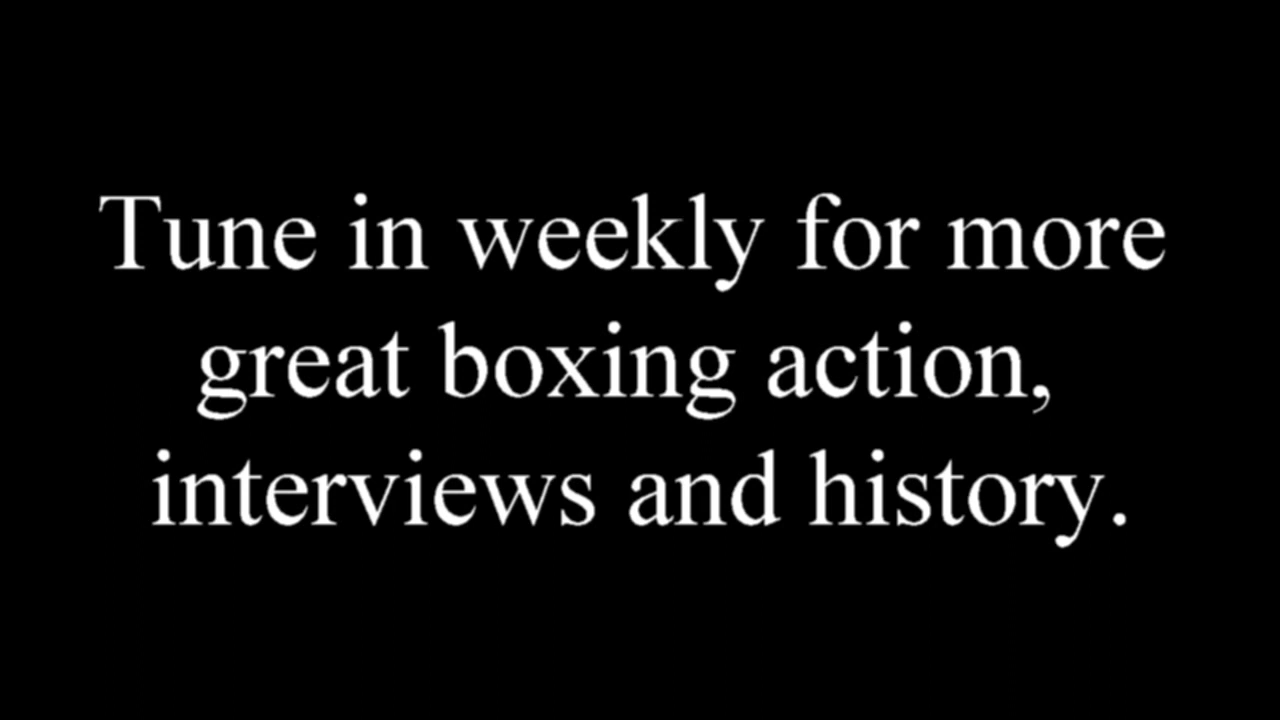 Tune in weekly for more
great boxing action,
interviews and history.